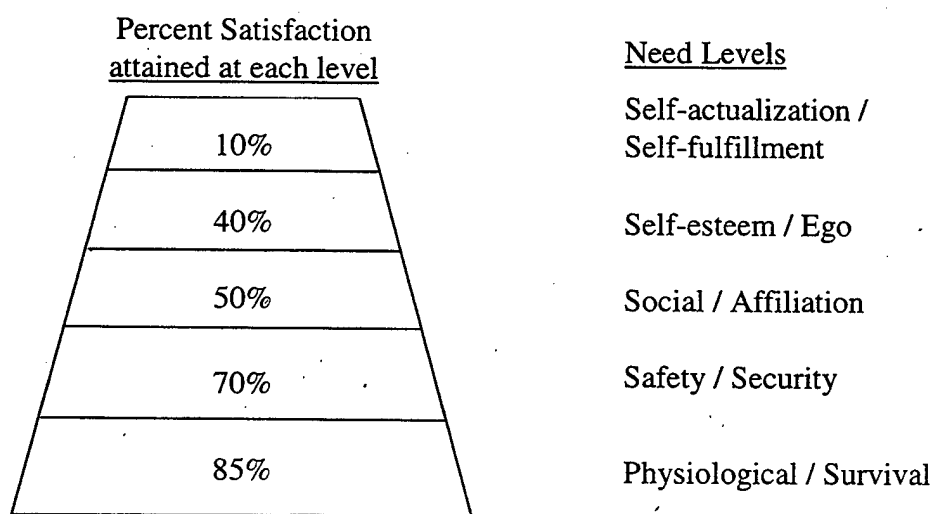 Percent Satisfaction
attained at each level
Need Levels
10%
Self-actualization /
Self-fulfillment
40%
Self-esteem / Ego
50%
Social / Affiliation
70%
Safety / Security
85%
Physiological / Survival